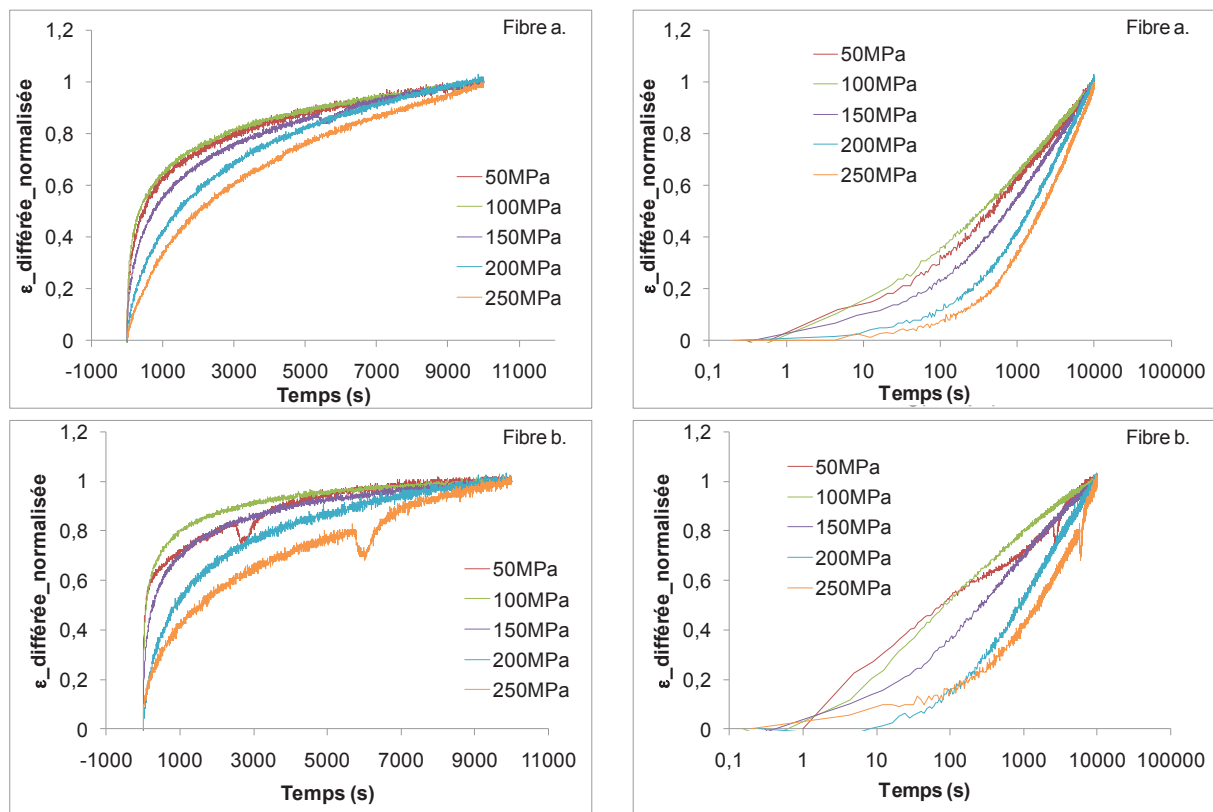 Fibre a.
ε_différée_normalisée
1,2
1
0,8
0,6
0,4
0,2
0
-1000 1000 3000 5000 7000 9000 11000
Temps (s)
50MPa
100MPa
150MPa
200MPa
250MPa
Fibre a.
ε_différée_normalisée
1,2
1
0,8
0,6
0,4
0,2
0
0,1 1 10 100 1000 10000 100000
Temps (s)
50MPa
100MPa
150MPa
200MPa
250MPa
Fibre b.
ε_différée_normalisée
1,2
1
0,8
0,6
0,4
0,2
0
-1000 1000 3000 5000 7000 9000 11000
Temps (s)
50MPa
100MPa
150MPa
200MPa
250MPa
Fibre b.
ε_différée_normalisée
1,2
1
0,8
0,6
0,4
0,2
0
0,1 1 10 100 1000 10000 100000
Temps (s)
50MPa
100MPa
150MPa
200MPa
250MPa